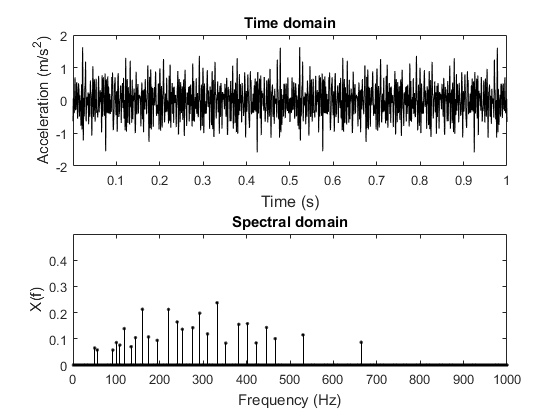 Time domain
2
1
0
-1
-2
Acceleration (m/s²)
0.1 0.2 0.3 0.4 0.5 0.6 0.7 0.8 0.9 1
Time (s)
Spectral domain
0.4
0.3
0.2
0.1
0
X(f)
0 100 200 300 400 500 600 700 800 900 1000
Frequency (Hz)